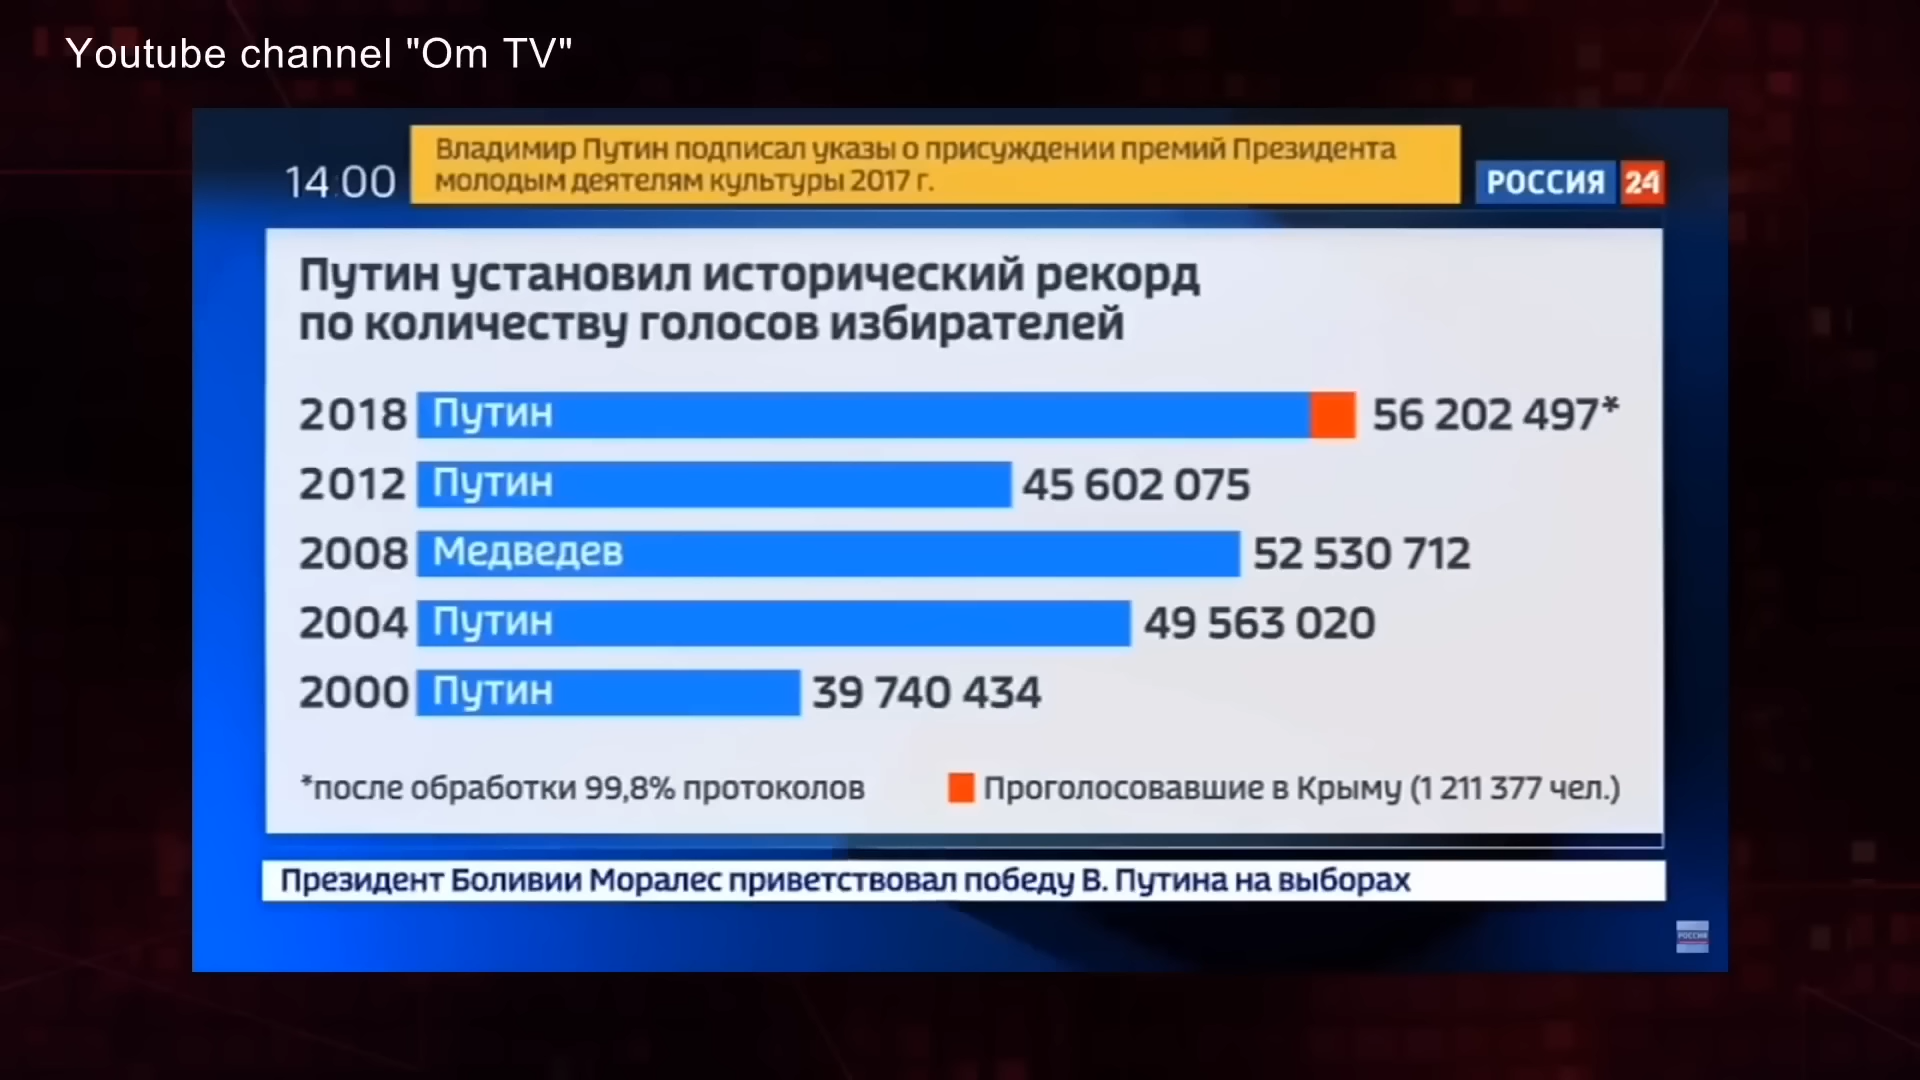 Youtube channel "Om TV"
14:00
Владимир Путин подписал указы о присуждении премий Президента
молодым деятелям культуры 2017 г.
РОССИЯ 24
Путин установил исторический рекорд
по количеству голосов избирателей
2018 Путин 56 202 497*
2012 Путин 45 602 075
2008 Медведев 52 530 712
2004 Путин 49 563 020
2000 Путин 39 740 434
*после обработки 99,8% протоколов
Проголосовавшие в Крыму (1 211 377 чел.)
Президент Боливии Моралес приветствовал победу В. Путина на выборах
РОССИЯ